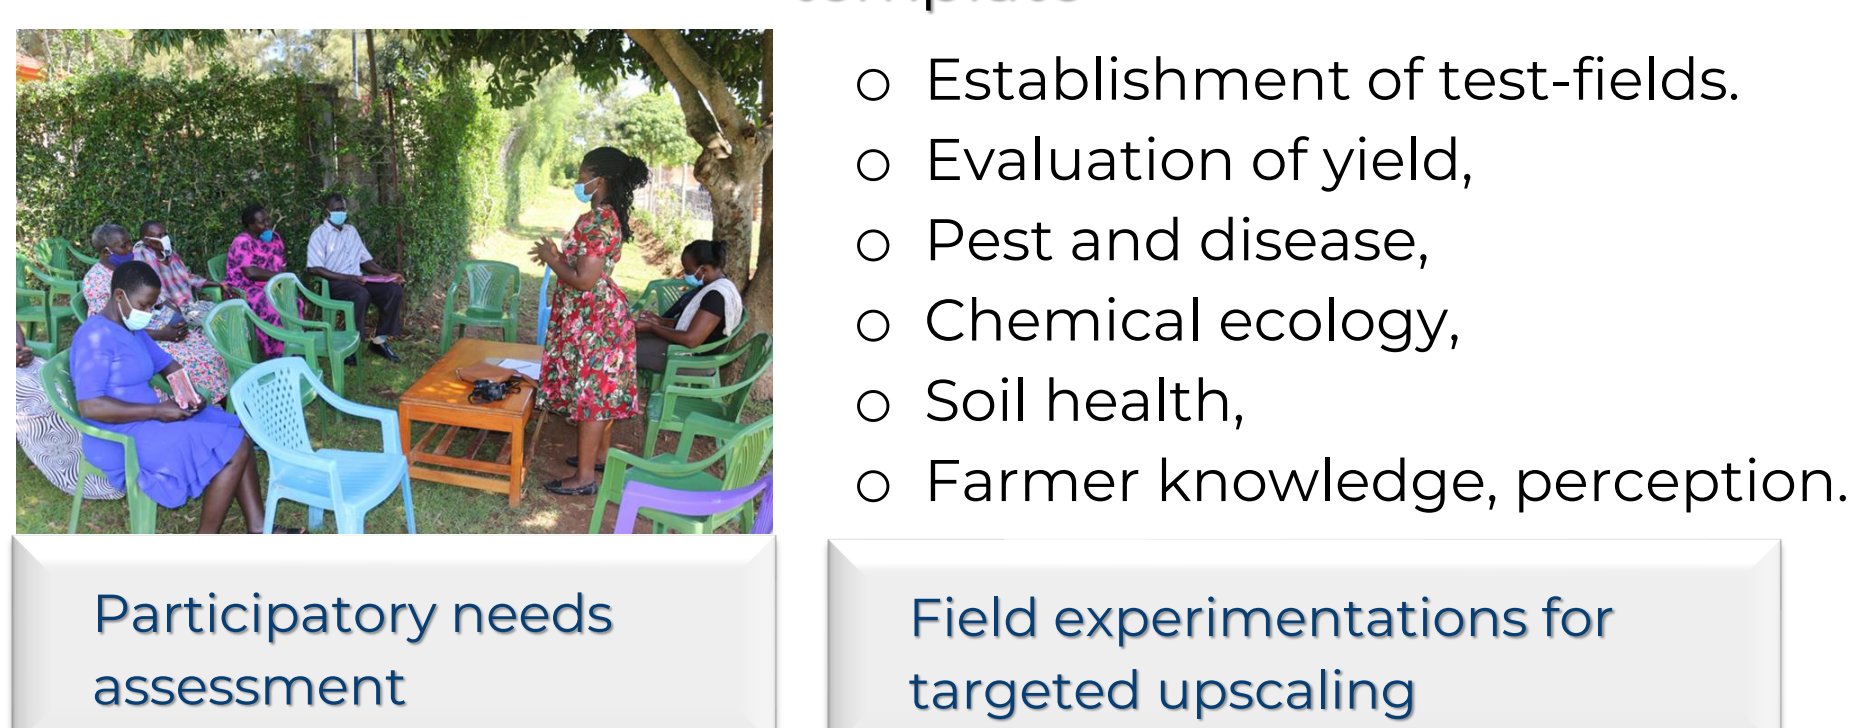 Establishment of test-fields.
Evaluation of yield,
Pest and disease,
Chemical ecology,
Soil health,
Farmer knowledge, perception.
Participatory needs
assessment
Field experimentations for
targeted upscaling